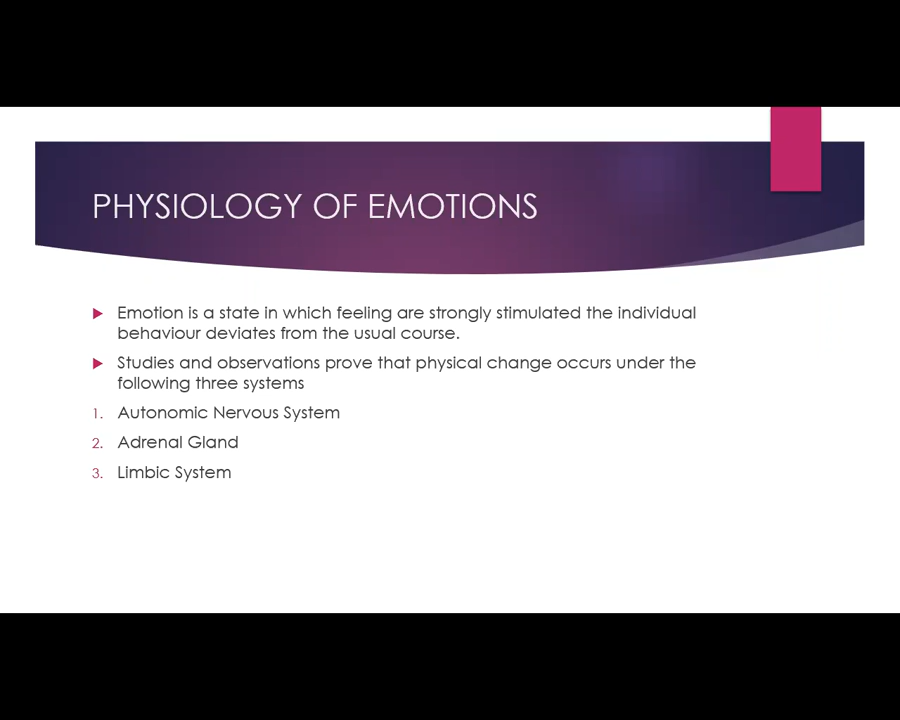 PHYSIOLOGY OF EMOTIONS
Emotion is a state in which feeling are strongly stimulated the individual
behaviour deviates from the usual course.
Studies and observations prove that physical change occurs under the
following three systems
1. Autonomic Nervous System
2. Adrenal Gland
3. Limbic System